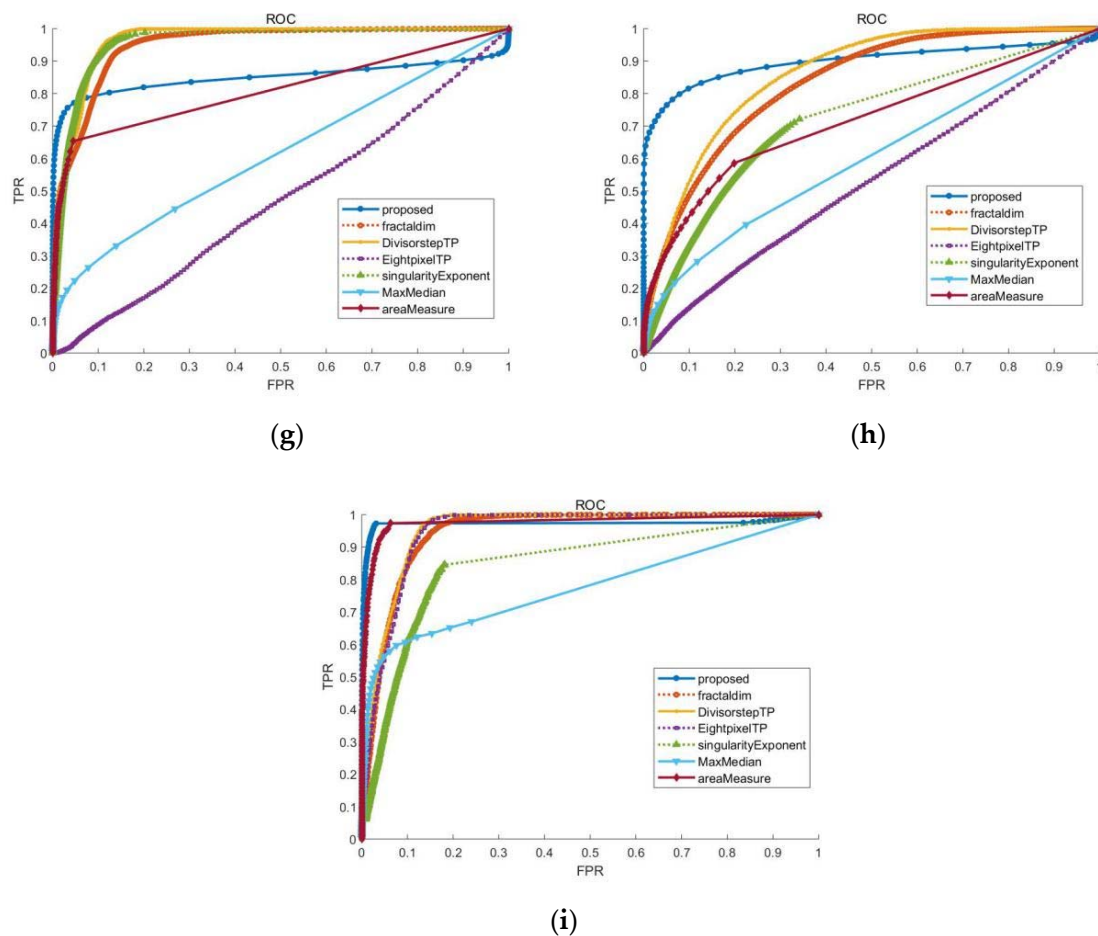 ROC
1
0.9
0.8
0.7
0.6
0.5
0.4
0.3
0.2
0.1
0
TPR
proposed
fractaldim
DivisorstepTP
EightpixelTP
singularityExponent
MaxMedian
areaMeasure
0 0.1 0.2 0.3 0.4 0.5 0.6 0.7 0.8 0.9 1
FPR
(g)
ROC
1
0.9
0.8
0.7
0.6
0.5
0.4
0.3
0.2
0.1
0
TPR
proposed
fractaldim
DivisorstepTP
EightpixelTP
singularityExponent
MaxMedian
areaMeasure
0 0.1 0.2 0.3 0.4 0.5 0.6 0.7 0.8 0.9 1
FPR
(h)
ROC
1
0.9
0.8
0.7
0.6
0.5
0.4
0.3
0.2
0.1
0
TPR
proposed
fractaldim
DivisorstepTP
EightpixelTP
singularityExponent
MaxMedian
areaMeasure
0 0.1 0.2 0.3 0.4 0.5 0.6 0.7 0.8 0.9 1
FPR
(i)